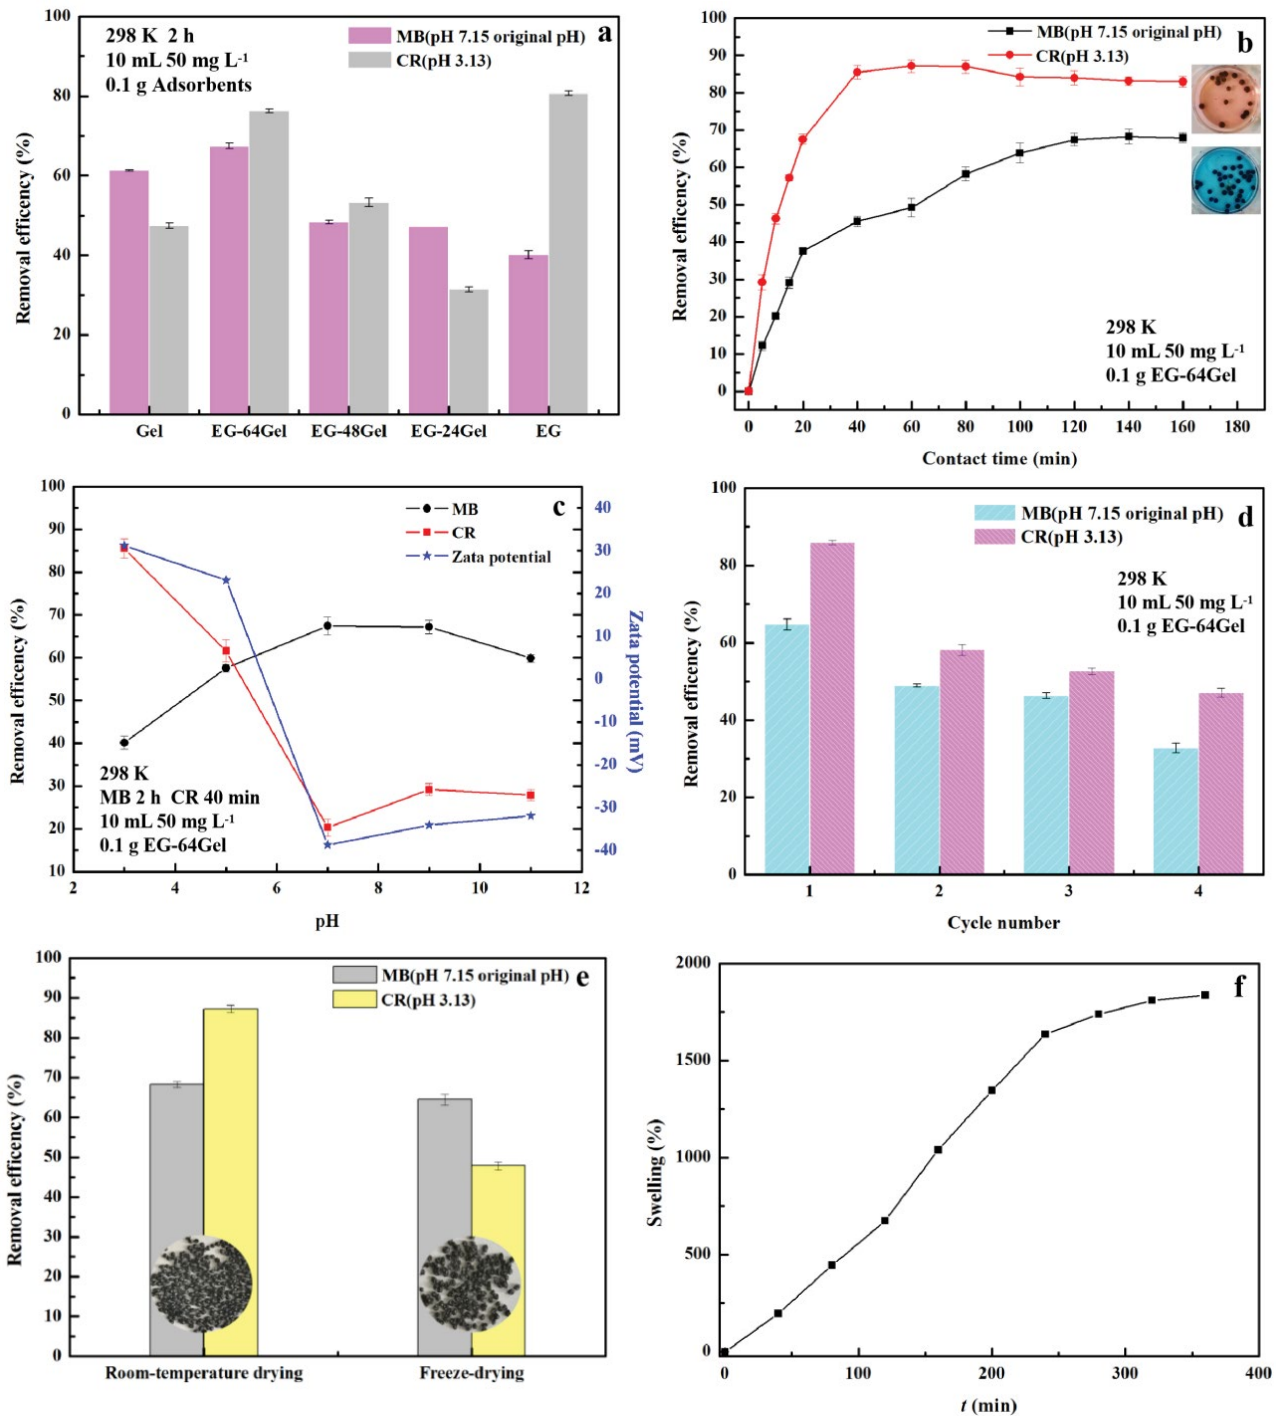 100
80
60
40
20
0
Removal efficency (%)
298 K  2 h
10 mL 50 mg L-1
0.1 g Adsorbents
MB(pH 7.15 original pH)
CR(pH 3.13)
a
Gel EG-64Gel EG-48Gel EG-24Gel EG
100
90
80
70
60
50
40
30
20
10
0
Removal efficency (%)
MB(pH 7.15 original pH)
CR(pH 3.13)
b
298 K
10 mL 50 mg L-1
0.1 g EG-64Gel
0 20 40 60 80 100 120 140 160 180
Contact time (min)
100
90
80
70
60
50
40
30
20
10
Removal efficency (%)
MB
CR
Zata potential
c
298 K
MB 2 h  CR 40 min
10 mL 50 mg L-1
0.1 g EG-64Gel
40
30
20
10
0
-10
-20
-30
-40
Zata potential (mV)
2 4 6 8 10 12
pH
100
80
60
40
20
0
Removal efficency (%)
MB(pH 7.15 original pH)
CR(pH 3.13)
d
298 K
10 mL 50 mg L-1
0.1 g EG-64Gel
1 2 3 4
Cycle number
100
90
80
70
60
50
40
30
20
10
0
Removal efficency (%)
MB(pH 7.15 original pH)
CR(pH 3.13)
e
Room-temperature drying Freeze-drying
2000
1500
1000
500
0
Swelling (%)
f
0 100 200 300 400
t (min)